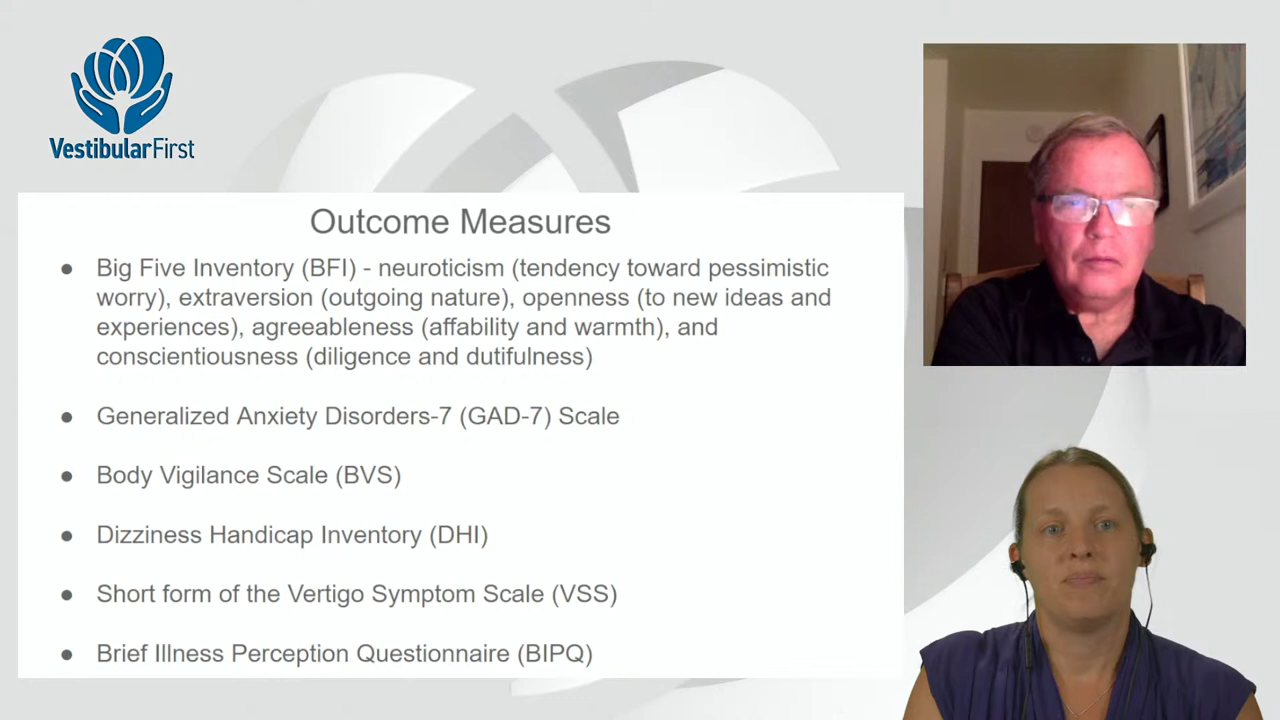 VestibularFirst
Outcome Measures
● Big Five Inventory (BFI) - neuroticism (tendency toward pessimistic
worry), extraversion (outgoing nature), openness (to new ideas and
experiences), agreeableness (affability and warmth), and
conscientiousness (diligence and dutifulness)
● Generalized Anxiety Disorders-7 (GAD-7) Scale
● Body Vigilance Scale (BVS)
● Dizziness Handicap Inventory (DHI)
● Short form of the Vertigo Symptom Scale (VSS)
● Brief Illness Perception Questionnaire (BIPQ)